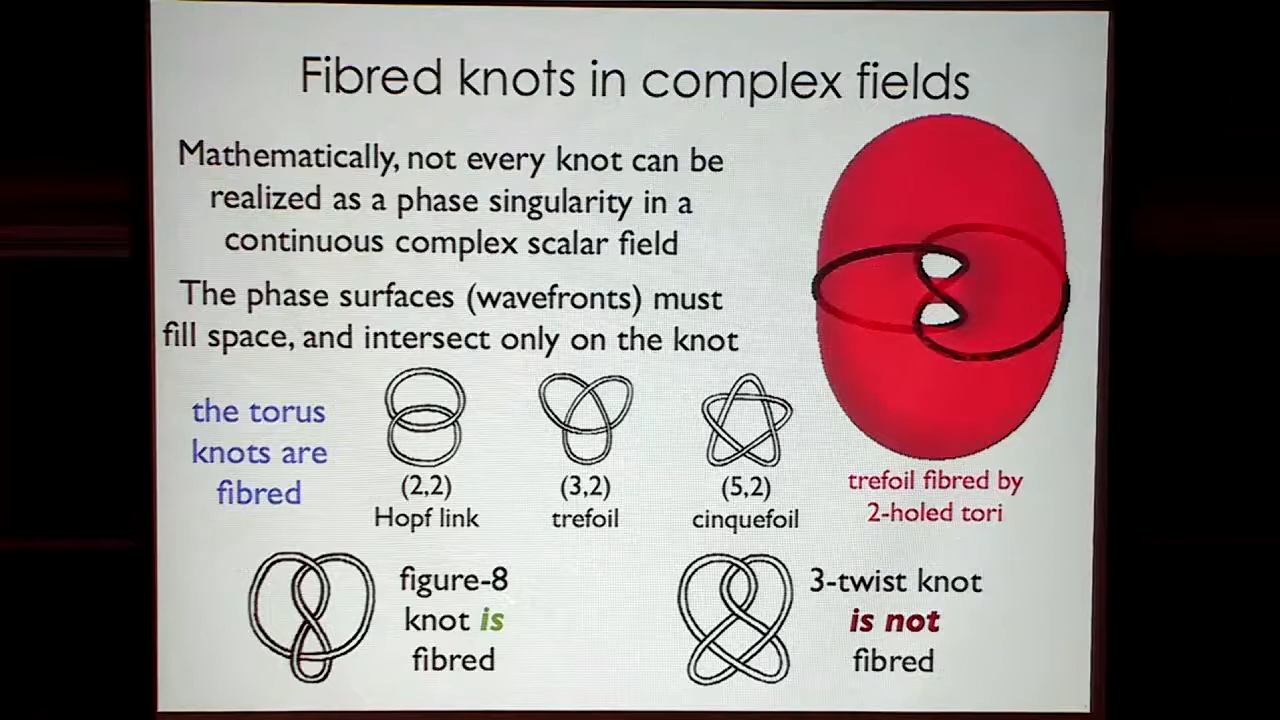 Fibred knots in complex fields
Mathematically, not every knot can be
realized as a phase singularity in a
continuous complex scalar field
The phase surfaces (wavefronts) must
fill space, and intersect only on the knot
the torus
knots are
fibred
(2,2)
Hopf link
(3,2)
trefoil
(5,2)
cinquefoil
trefoil fibred by
2-holed tori
figure-8
knot is
fibred
3-twist knot
is not
fibred